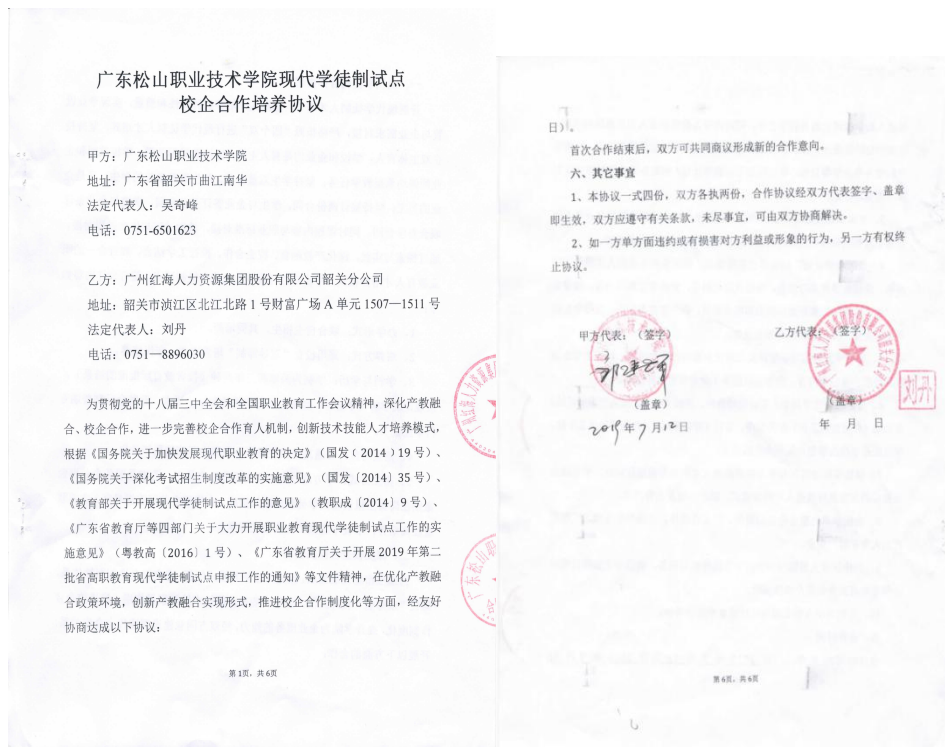 广东松山职业技术学院现代学徒制试点
校企合作培养协议
甲方：广东松山职业技术学院
地址：广东省韶关市曲江南华
法定代表人：吴奇峰
电话：0751-6501623
乙方：广州红海人力资源集团股份有限公司韶关分公司
地址：韶关市浈江区北江北路1号财富广场A单元1507—1511号
法定代表人：刘丹
电话：0751—8896030
为贯彻党的十八届三中全会和全国职业教育工作会议精神，深化产教融
合、校企合作，进一步完善校企合作育人机制，创新技术技能人才培养模式，
根据《国务院关于加快发展现代职业教育的决定》（国发〔2014〕19号）、
《国务院关于深化考试招生制度改革的实施意见》（国发〔2014〕35号）、
《教育部关于开展现代学徒制试点工作的意见》（教职成〔2014〕9号）、
《广东省教育厅等四部门关于大力开展职业教育现代学徒制试点工作的实
施意见》（粤教高〔2016〕1号）、《广东省教育厅关于开展2019年第二
批省高职教育现代学徒制试点申报工作的通知》等文件精神，在优化产教融
合政策环境，创新产教融合实现形式，推进校企合作制度化等方面，经友好
协商达成以下协议：
第1页，共6页
日）。
首次合作结束后，双方可共同商议形成新的合作意向。
六、其它事宜
1、本协议一式四份，双方各执两份，合作协议经双方代表签字、盖章
即生效，双方应遵守有关条款，未尽事宜，可由双方协商解决。
2、如一方单方面违约或有损害对方利益或形象的行为，另一方有权终
止协议。
甲方代表：（签字）
乙方代表：（签字）
刘丹
（盖章）
（盖章）
2019年7月12日
年 月 日
第6页，共6页